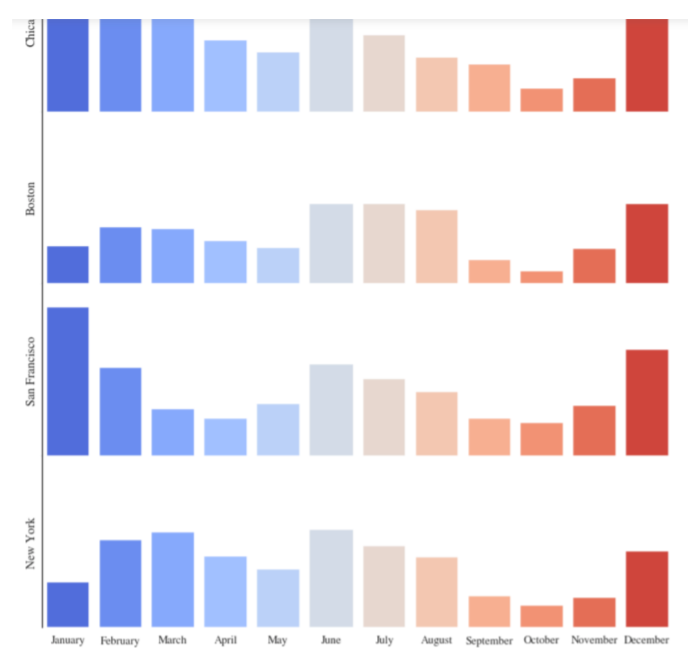 Chica
Boston
San Francisco
New York
January February March April May June July August September October November December